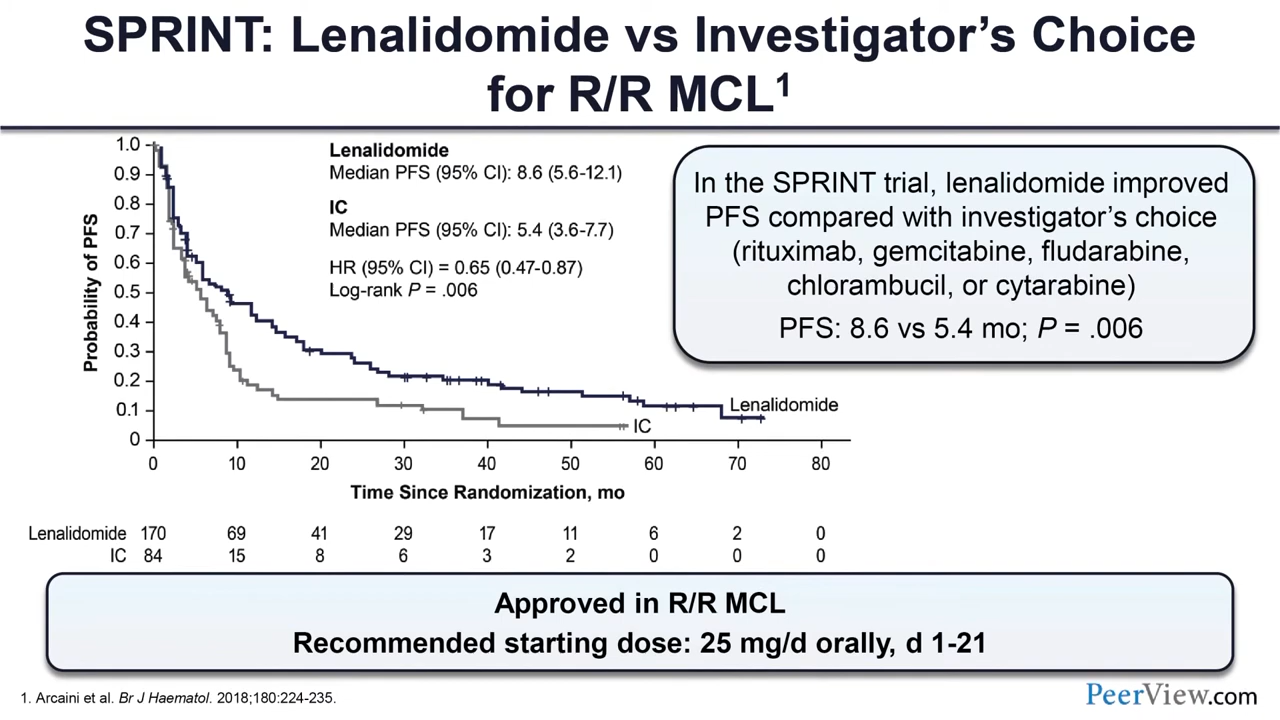 SPRINT: Lenalidomide vs Investigator's Choice
for R/R MCL1
Probability of PFS
1.0
0.9
0.8
0.7
0.6
0.5
0.4
0.3
0.2
0.1
0
Lenalidomide
Median PFS (95% CI): 8.6 (5.6-12.1)
IC
Median PFS (95% CI): 5.4 (3.6-7.7)
HR (95% CI) = 0.65 (0.47-0.87)
Log-rank P = .006
Lenalidomide
IC
0 10 20 30 40 50 60 70 80
Time Since Randomization, mo
Lenalidomide 170 69 41 29 17 11 6 2 0
IC 84 15 8 6 3 2 0 0 0
In the SPRINT trial, lenalidomide improved
PFS compared with investigator's choice
(rituximab, gemcitabine, fludarabine,
chlorambucil, or cytarabine)
PFS: 8.6 vs 5.4 mo; P = .006
Approved in R/R MCL
Recommended starting dose: 25 mg/d orally, d 1-21
1. Arcaini et al. Br J Haematol. 2018;180:224-235.
PeerView.com